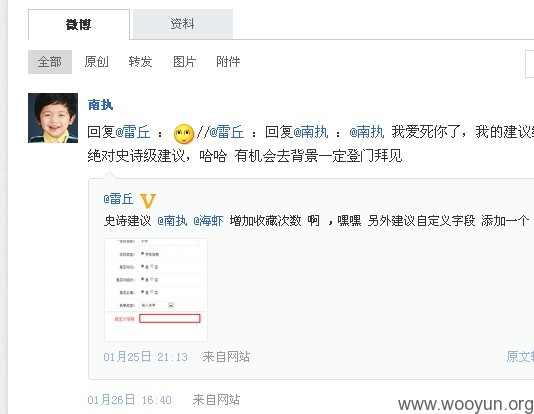 微博 资料
全部 原创 转发 图片 附件
南执
回复@雷丘 ： //@雷丘 ：回复@南执 ：@南执 我爱死你了，我的建议
绝对史诗级建议，哈哈 有机会去背景一定登门拜见
@雷丘 V
史诗建议 @南执 @海虾 增加收藏次数 啊 ，嘿嘿 另外建议自定义字段 添加一个
01月25日 21:13 来自网站 原文
01月26日 16:40 来自网站
www.wooyun.org